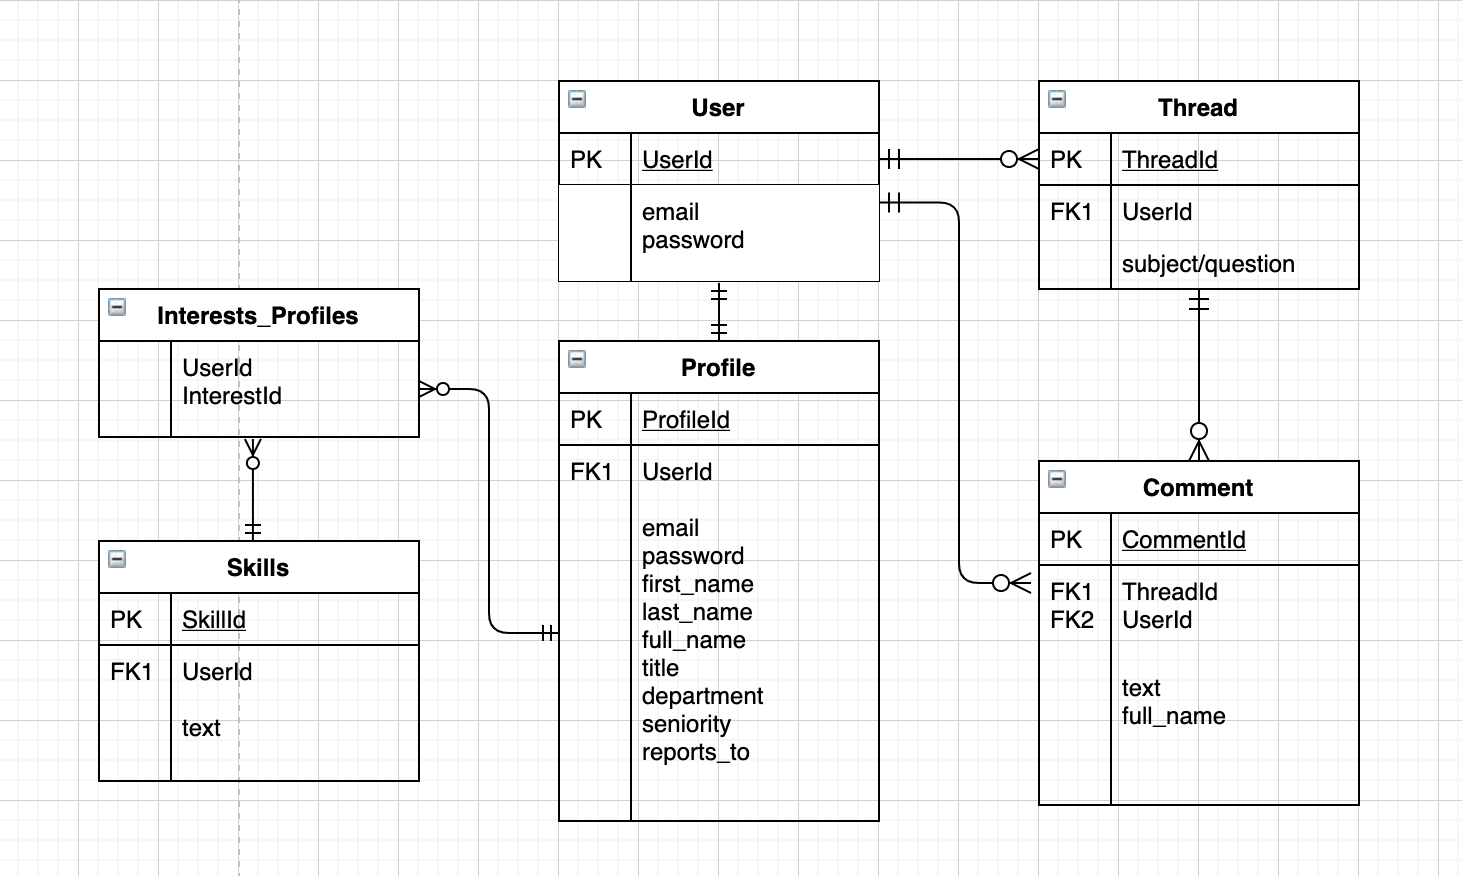 User
PK UserId
email
password
Thread
PK ThreadId
FK1 UserId
subject/question
Interests_Profiles
UserId
InterestId
Profile
PK ProfileId
FK1 UserId
email
password
first_name
last_name
full_name
title
department
seniority
reports_to
Skills
PK SkillId
FK1 UserId
text
Comment
PK CommentId
FK1 ThreadId
FK2 UserId
text
full_name